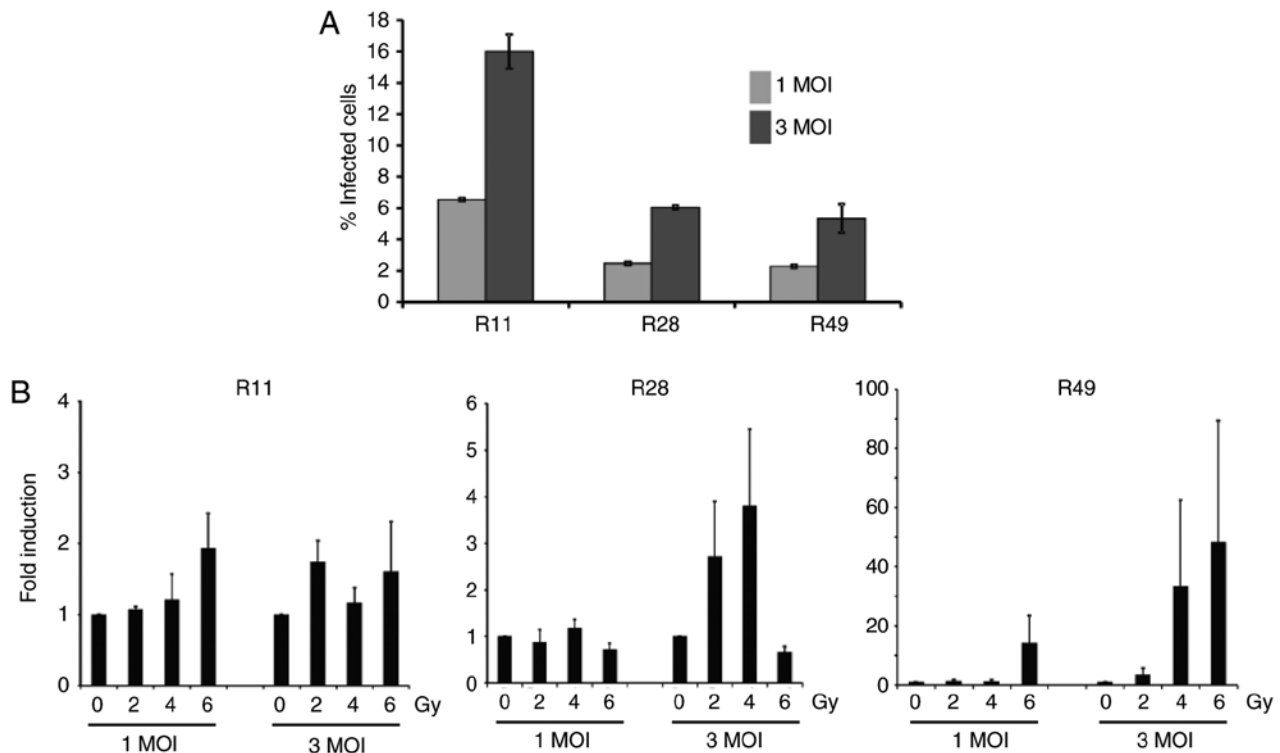 A
18
16
14
12
10
8
6
4
2
0
% Infected cells
1 MOI
3 MOI
R11 R28 R49
B
R11
4
3
2
1
0
Fold induction
0 2 4 6 0 2 4 6 Gy
1 MOI 3 MOI
R28
6
5
4
3
2
1
0
0 2 4 6 0 2 4 6 Gy
1 MOI 3 MOI
R49
100
80
60
40
20
0
0 2 4 6 0 2 4 6 Gy
1 MOI 3 MOI